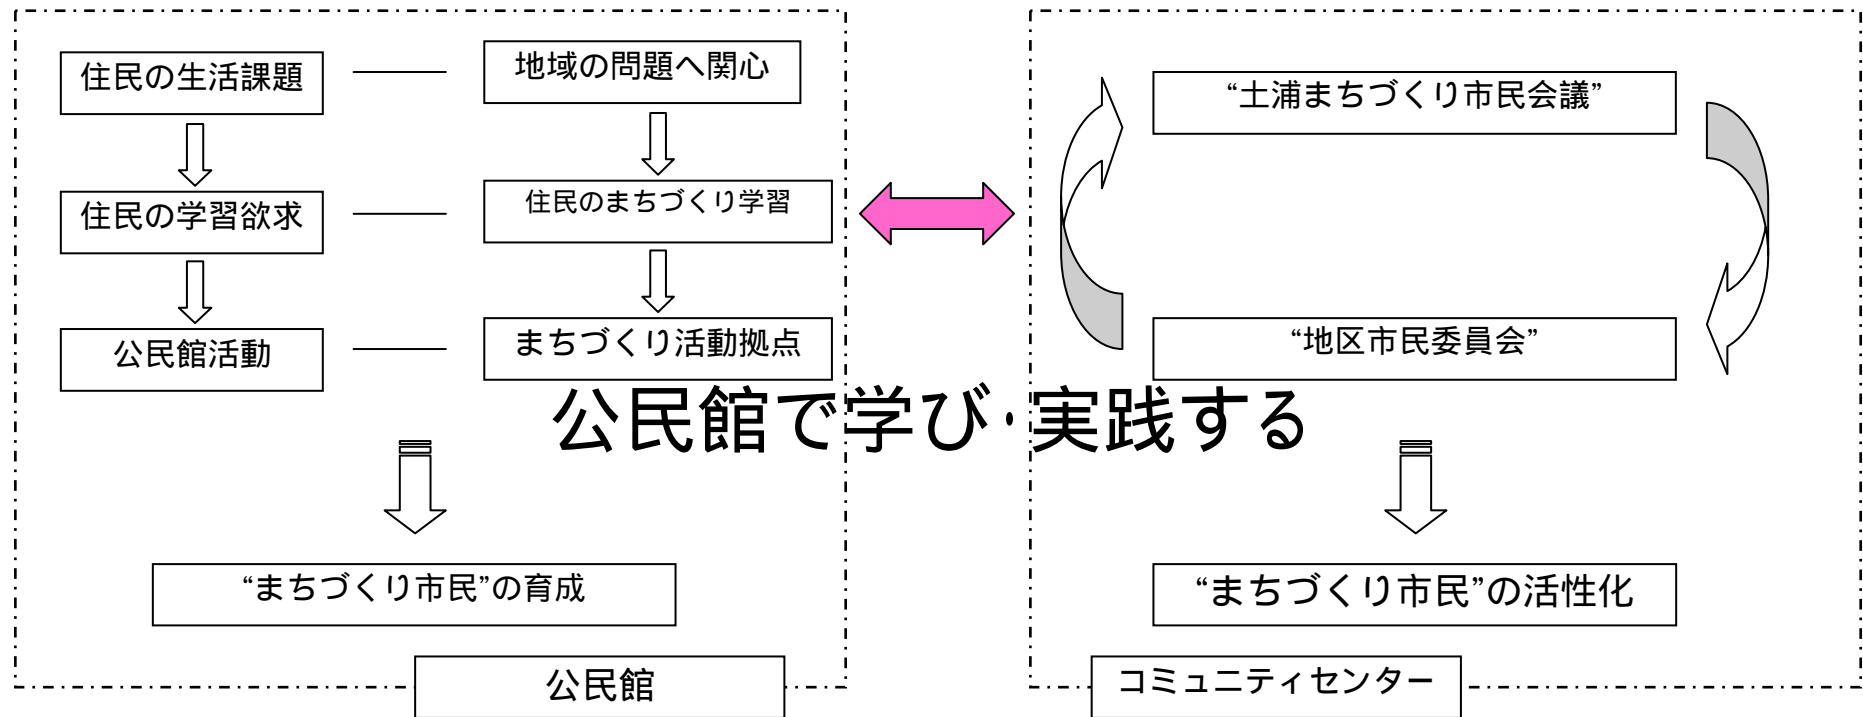 住民の生活課題
地域の問題へ関心
住民の学習欲求
住民のまちづくり学習
公民館活動
まちづくり活動拠点
“まちづくり市民”の育成
公民館
公民館で学び･実践する
“土浦まちづくり市民会議”
“地区市民委員会”
“まちづくり市民”の活性化
コミュニティセンター